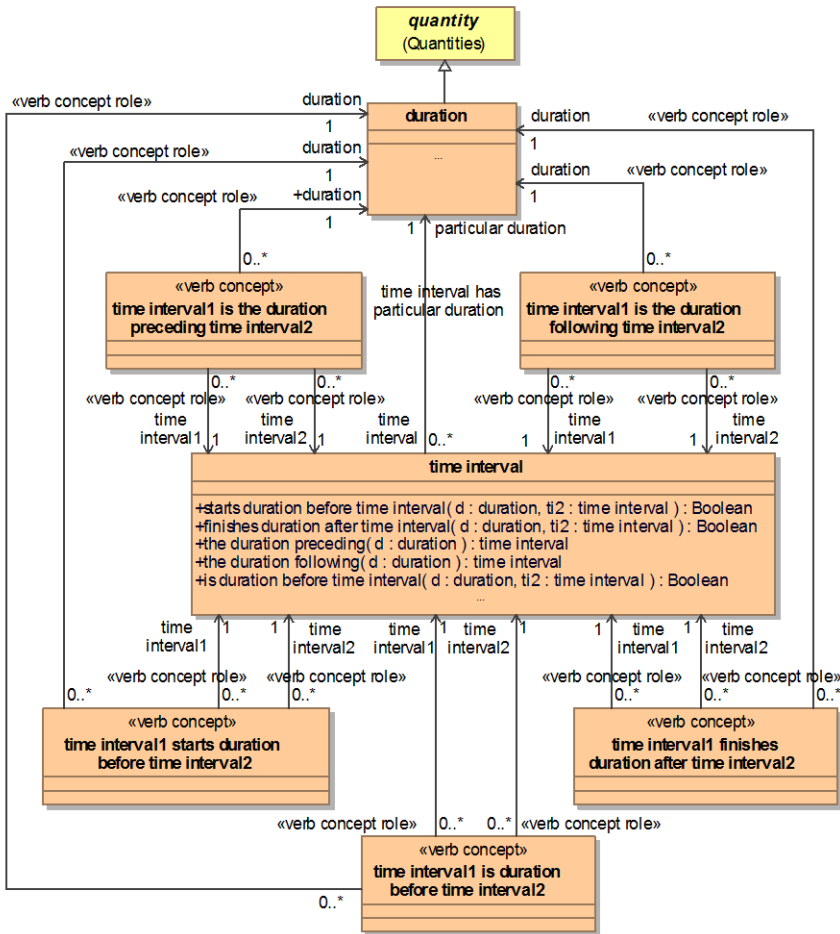 quantity
(Quantities)
«verb concept role»
duration
1
duration
...
duration
1
«verb concept role»
«verb concept role»
duration
1
duration
1
«verb concept role»
«verb concept role»
+duration
1
1
particular duration
0..*
0..*
«verb concept»
time interval1 is the duration
preceding time interval2
time interval has
particular duration
«verb concept»
time interval1 is the duration
following time interval2
0..*
0..*
0..*
0..*
«verb concept role»
«verb concept role»
«verb concept role»
«verb concept role»
time
interval1
1
time
interval2
1
time
interval
0..*
1
time
interval1
1
time
interval2
time interval
+starts duration before time interval( d : duration, ti2 : time interval ) : Boolean
+finishes duration after time interval( d : duration, ti2 : time interval ) : Boolean
+the duration preceding( d : duration ) : time interval
+the duration following( d : duration ) : time interval
+is duration before time interval( d : duration, ti2 : time interval ) : Boolean
...
time
interval1
1
1
time
interval2
time
interval1
1
time
interval2
1
1
time
interval1
1
time
interval2
«verb concept role»
«verb concept role»
«verb concept role»
«verb concept role»
0..*
0..*
0..*
0..*
0..*
0..*
«verb concept»
time interval1 starts duration
before time interval2
«verb concept»
time interval1 finishes
duration after time interval2
«verb concept role»
0..*
0..*
«verb concept role»
«verb concept»
time interval1 is duration
before time interval2
0..*